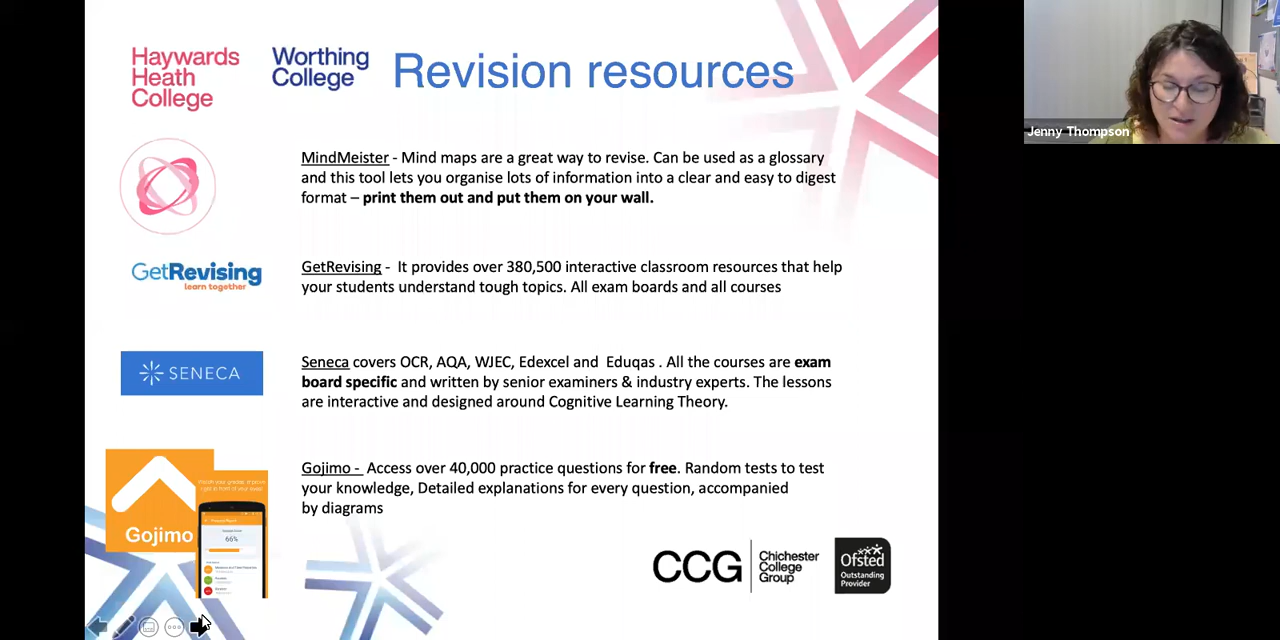 Haywards
Heath
College
Worthing
College
Revision resources
Jenny Thompson
MindMeister - Mind maps are a great way to revise. Can be used as a glossary
and this tool lets you organise lots of information into a clear and easy to digest
format – print them out and put them on your wall.
GetRevising
learn together
GetRevising - It provides over 380,500 interactive classroom resources that help
your students understand tough topics. All exam boards and all courses
SENECA
Seneca covers OCR, AQA, WJEC, Edexcel and Eduqas . All the courses are exam
board specific and written by senior examiners & industry experts. The lessons
are interactive and designed around Cognitive Learning Theory.
Gojimo
66%
Gojimo - Access over 40,000 practice questions for free. Random tests to test
your knowledge, Detailed explanations for every question, accompanied
by diagrams
CCG
Chichester
College
Group
Ofsted
Outstanding
Provider